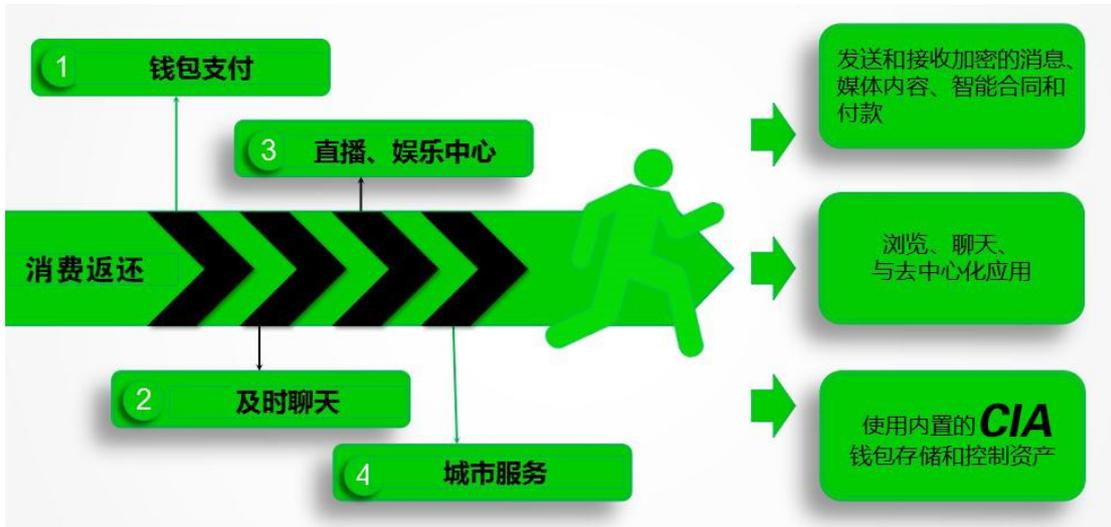 1 钱包支付
3 直播、娱乐中心
消费返还
2 及时聊天
4 城市服务
发送和接收加密的消息、
媒体内容、智能合同和
付款
浏览、聊天、
与去中心化应用
使用内置的CIA
钱包存储和控制资产